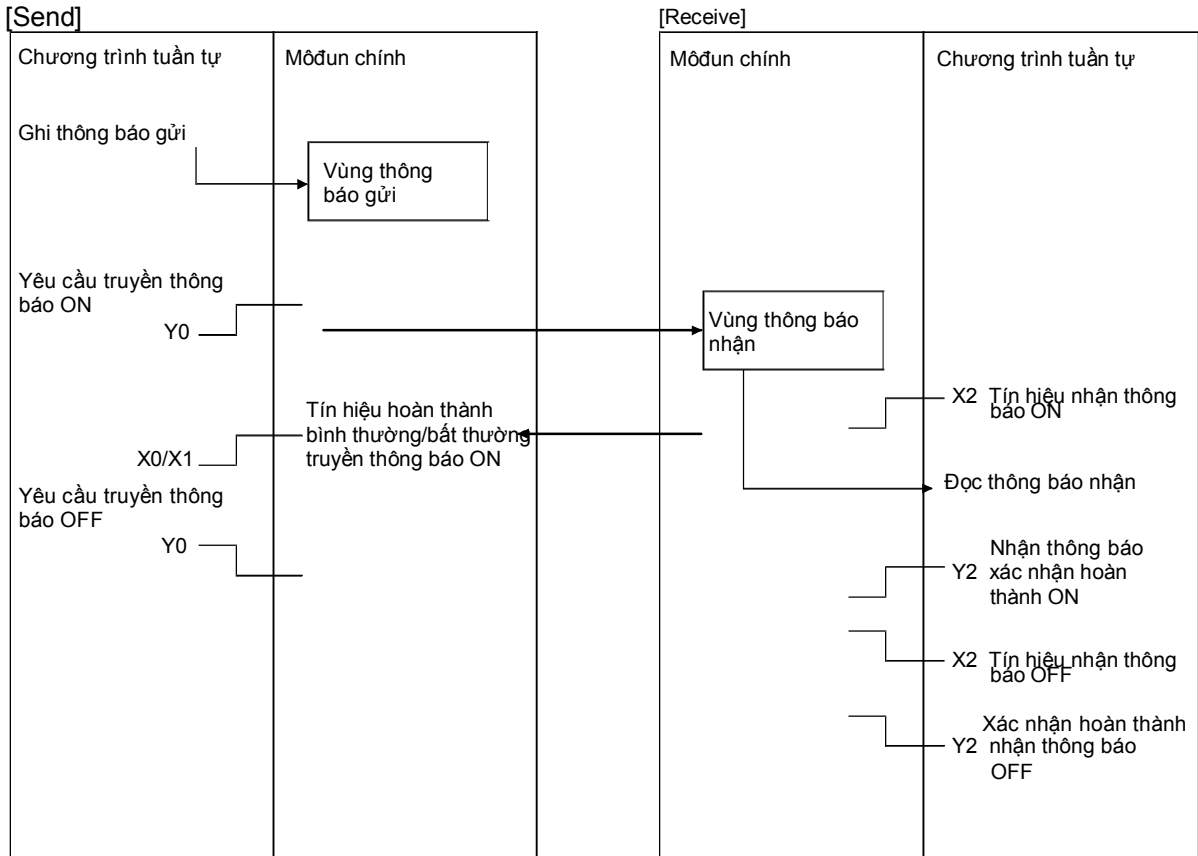 [Send]
[Receive]
Chương trình tuần tự
Môđun chính
Môđun chính
Chương trình tuần tự
Ghi thông báo gửi
Vùng thông
báo gửi
Yêu cầu truyền thông
báo ON
Y0
Vùng thông báo
nhận
X2 Tín hiệu nhận thông
báo ON
Tín hiệu hoàn thành
bình thường/bất thường
truyền thông báo ON
X0/X1
Đọc thông báo nhận
Yêu cầu truyền thông
báo OFF
Y0
Nhận thông báo
Y2 xác nhận hoàn
thành ON
X2 Tín hiệu nhận thông
báo OFF
Xác nhận hoàn thành
Y2 nhận thông báo
OFF